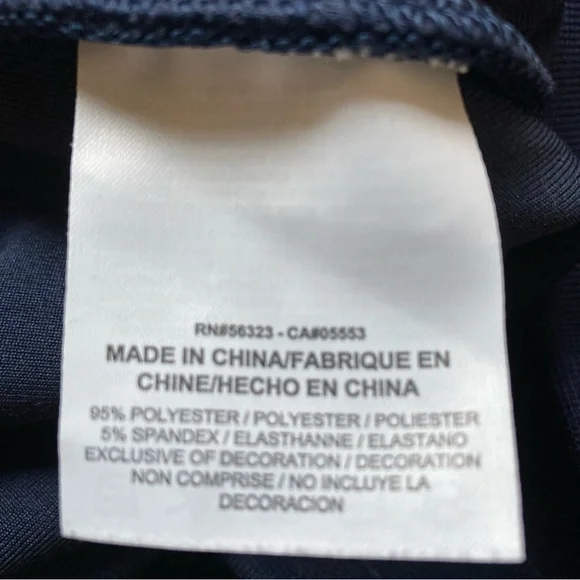 RN#56323 - CA#05553
MADE IN CHINA/FABRIQUE EN
CHINE/HECHO EN CHINA
95% POLYESTER / POLYESTER / POLIESTER
5% SPANDEX / ELASTHANNE / ELASTANO
EXCLUSIVE OF DECORATION / DECORATION
NON COMPRISE / NO INCLUYE LA
DECORACION